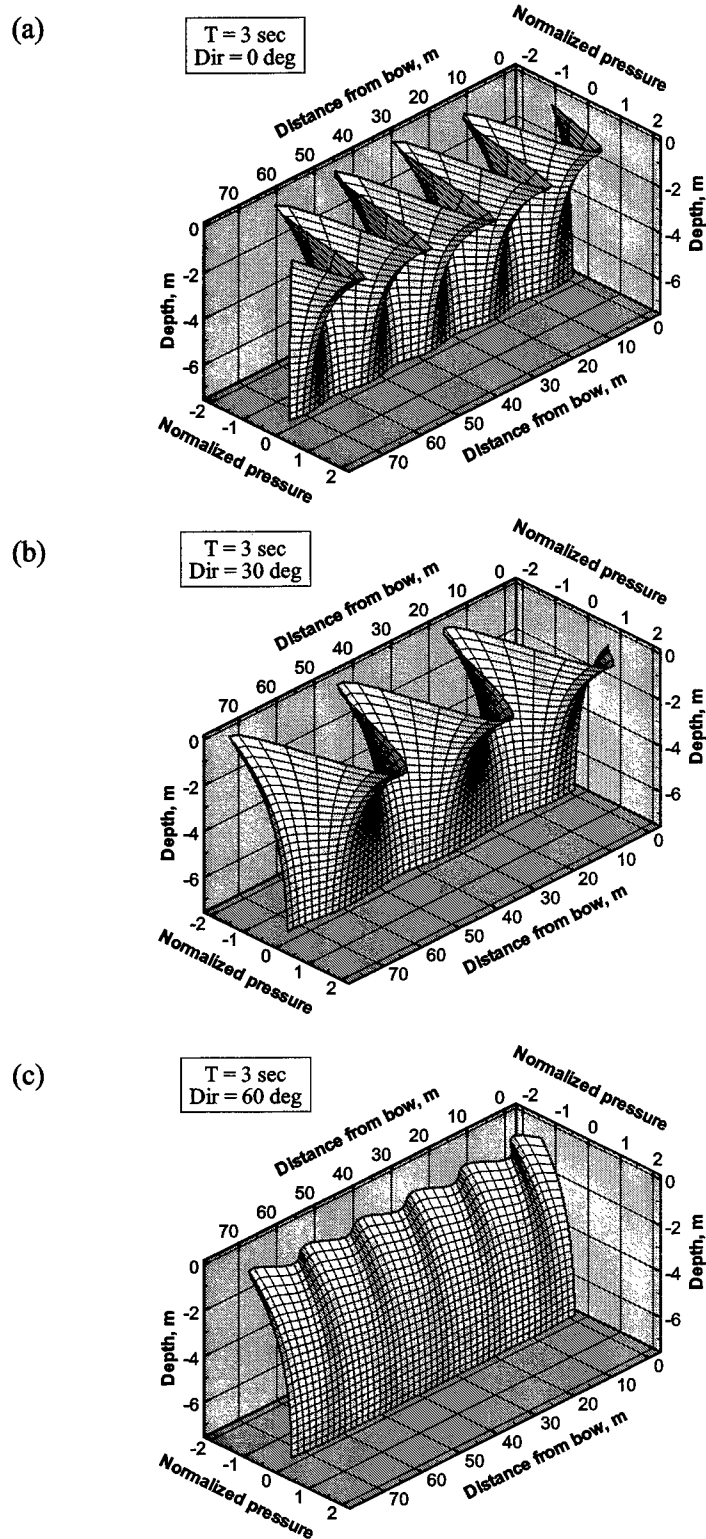 (a)
T = 3 sec
Dir = 0 deg
Distance from bow, m
Normalized pressure
70 60 50 40 30 20 10 0
-2 -1 0 1 2
0
-2
-4
-6
Depth, m
0
-2
-4
-6
Depth, m
-2 -1 0 1 2
Normalized pressure
70 60 50 40 30 20 10 0
Distance from bow, m
(b)
T = 3 sec
Dir = 30 deg
Distance from bow, m
Normalized pressure
70 60 50 40 30 20 10 0
-2 -1 0 1 2
0
-2
-4
-6
Depth, m
0
-2
-4
-6
Depth, m
-2 -1 0 1 2
Normalized pressure
70 60 50 40 30 20 10 0
Distance from bow, m
(c)
T = 3 sec
Dir = 60 deg
Distance from bow, m
Normalized pressure
70 60 50 40 30 20 10 0
-2 -1 0 1 2
0
-2
-4
-6
Depth, m
0
-2
-4
-6
Depth, m
-2 -1 0 1 2
Normalized pressure
70 60 50 40 30 20 10 0
Distance from bow, m